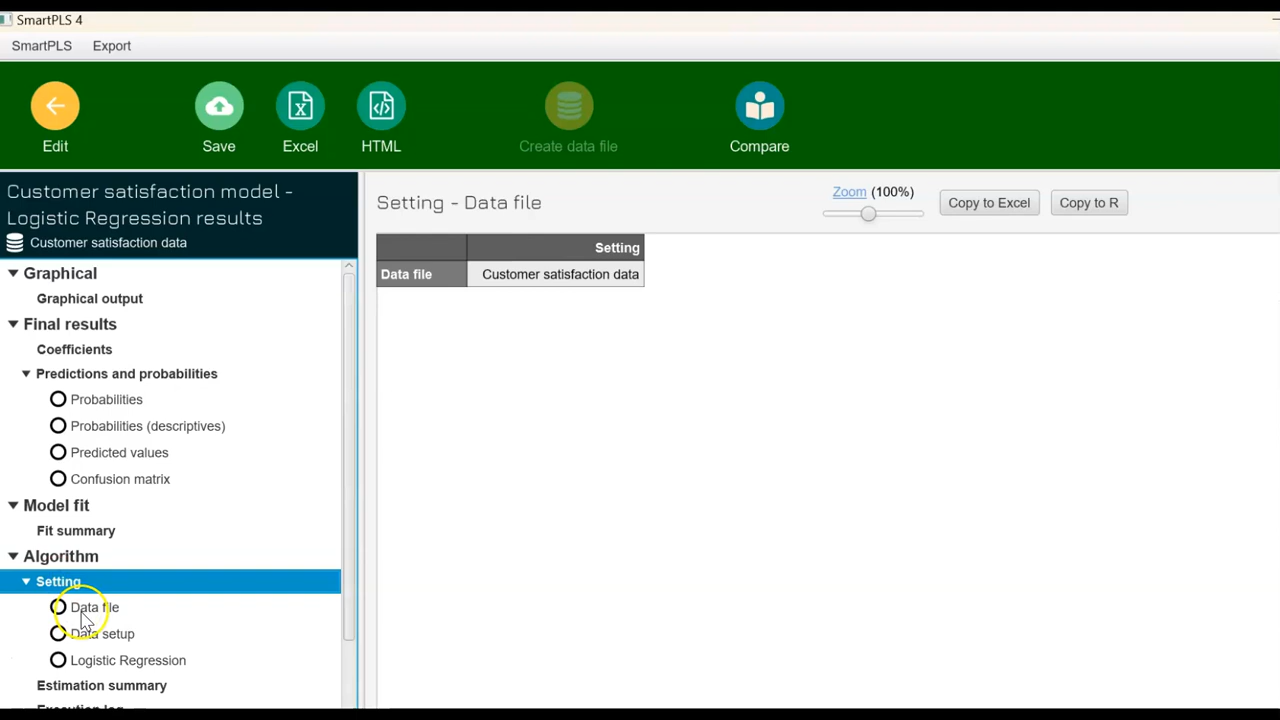 SmartPLS 4
SmartPLS Export
Edit Save Excel HTML Create data file Compare
Customer satisfaction model -
Logistic Regression results
Customer satisfaction data
Graphical
Graphical output
Final results
Coefficients
Predictions and probabilities
Probabilities
Probabilities (descriptives)
Predicted values
Confusion matrix
Model fit
Fit summary
Algorithm
Setting
Data file
Data setup
Logistic Regression
Estimation summary
Execution log
Setting - Data file
Zoom (100%) Copy to Excel Copy to R
Setting
Data file Customer satisfaction data